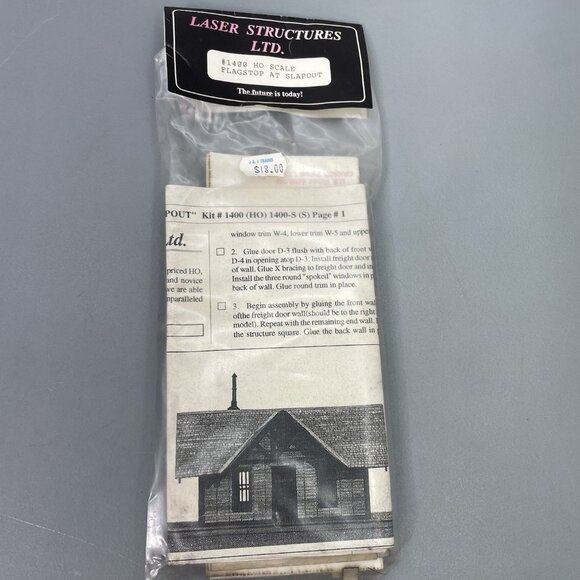 LASER STRUCTURES
LTD.
#1400 HO SCALE
FLAGSTOP AT SLAPOUT
The future is today!
TRAINS
$18.00
POUT" Kit # 1400 (HO) 1400-S (S) Page # 1
td.
priced HO,
and novice
we are able
nparalleled
window trim W-4, lower trim W-5 and upper
2. Glue door D-3 flush with back of front w
D-4 in opening atop D-3. Install freight door i
of wall. Glue X bracing to freight door and in
Install the three round "spoked" windows in p
back of wall. Glue round trim in place.
3. Begin assembly by gluing the front wal
ofthe freight door wall(should be to the right
model). Repeat with the remaining end wall.
the structure square. Glue the back wall in p